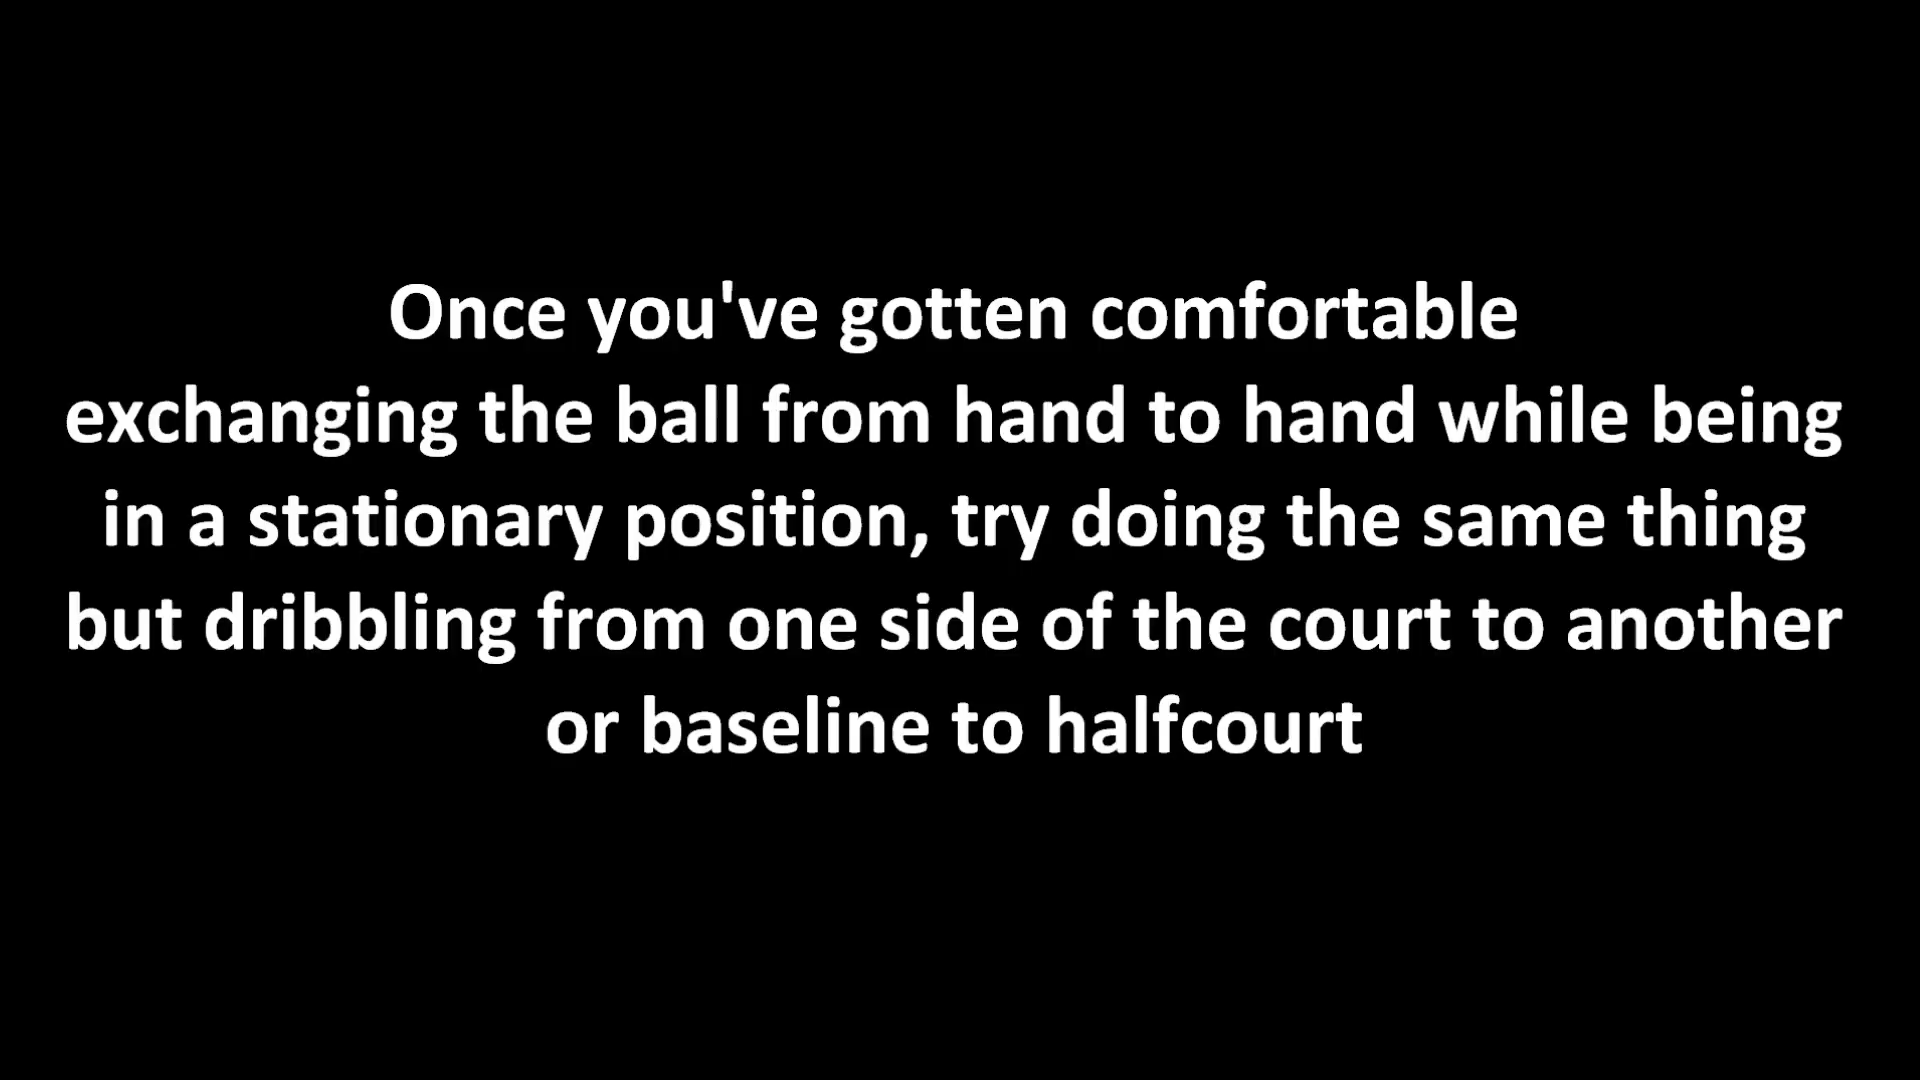 Once you've gotten comfortable
exchanging the ball from hand to hand while being
in a stationary position, try doing the same thing
but dribbling from one side of the court to another
or baseline to halfcourt